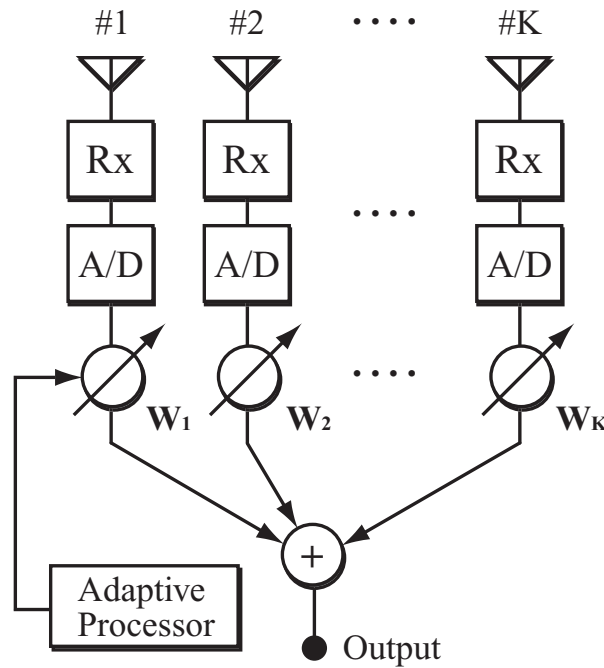 #1 #2 .... #K
Rx Rx Rx
....
A/D A/D A/D
....
W1 W2 WK
+
Adaptive
Processor
Output